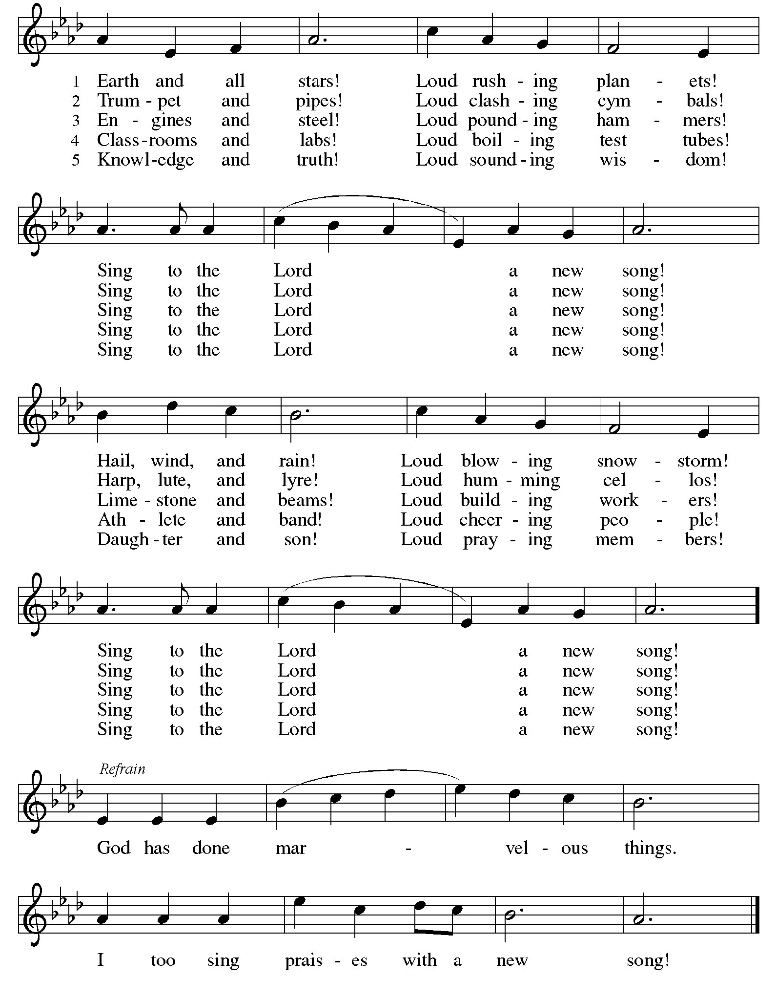 1 Earth and all stars! Loud rush - ing plan - ets!
2 Trum - pet and pipes! Loud clash - ing cym - bals!
3 En - gines and steel! Loud pound - ing ham - mers!
4 Class - rooms and labs! Loud boil - ing test tubes!
5 Knowl - edge and truth! Loud sound - ing wis - dom!
Sing to the Lord a new song!
Sing to the Lord a new song!
Sing to the Lord a new song!
Sing to the Lord a new song!
Sing to the Lord a new song!
Hail, wind, and rain! Loud blow - ing snow - storm!
Harp, lute, and lyre! Loud hum - ming cel - los!
Lime - stone and beams! Loud build - ing work - ers!
Ath - lete and band! Loud cheer - ing peo - ple!
Daugh - ter and son! Loud pray - ing mem - bers!
Sing to the Lord a new song!
Sing to the Lord a new song!
Sing to the Lord a new song!
Sing to the Lord a new song!
Sing to the Lord a new song!
Refrain
God has done mar - vel - ous things.
I too sing prais - es with a new song!